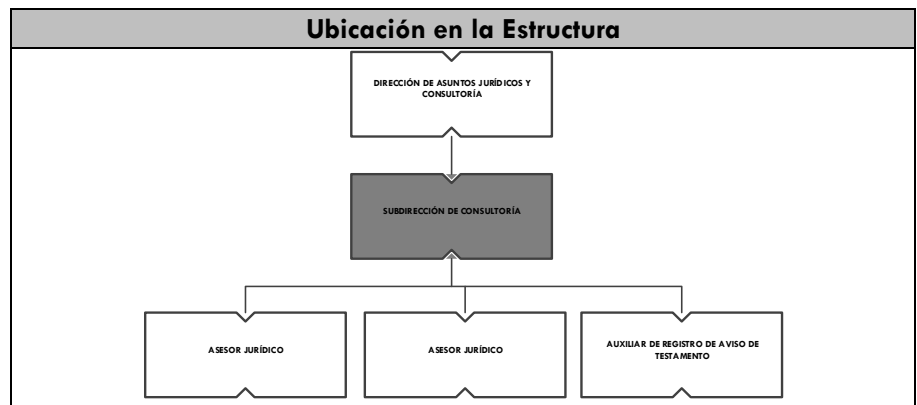 Ubicación en la Estructura
DIRECCIÓN DE ASUNTOS JURÍDICOS Y
CONSULTORÍA
SUBDIRECCIÓN DE CONSULTORÍA
ASESOR JURÍDICO
ASESOR JURÍDICO
AUXILIAR DE REGISTRO DE AVISO DE
TESTAMENTO